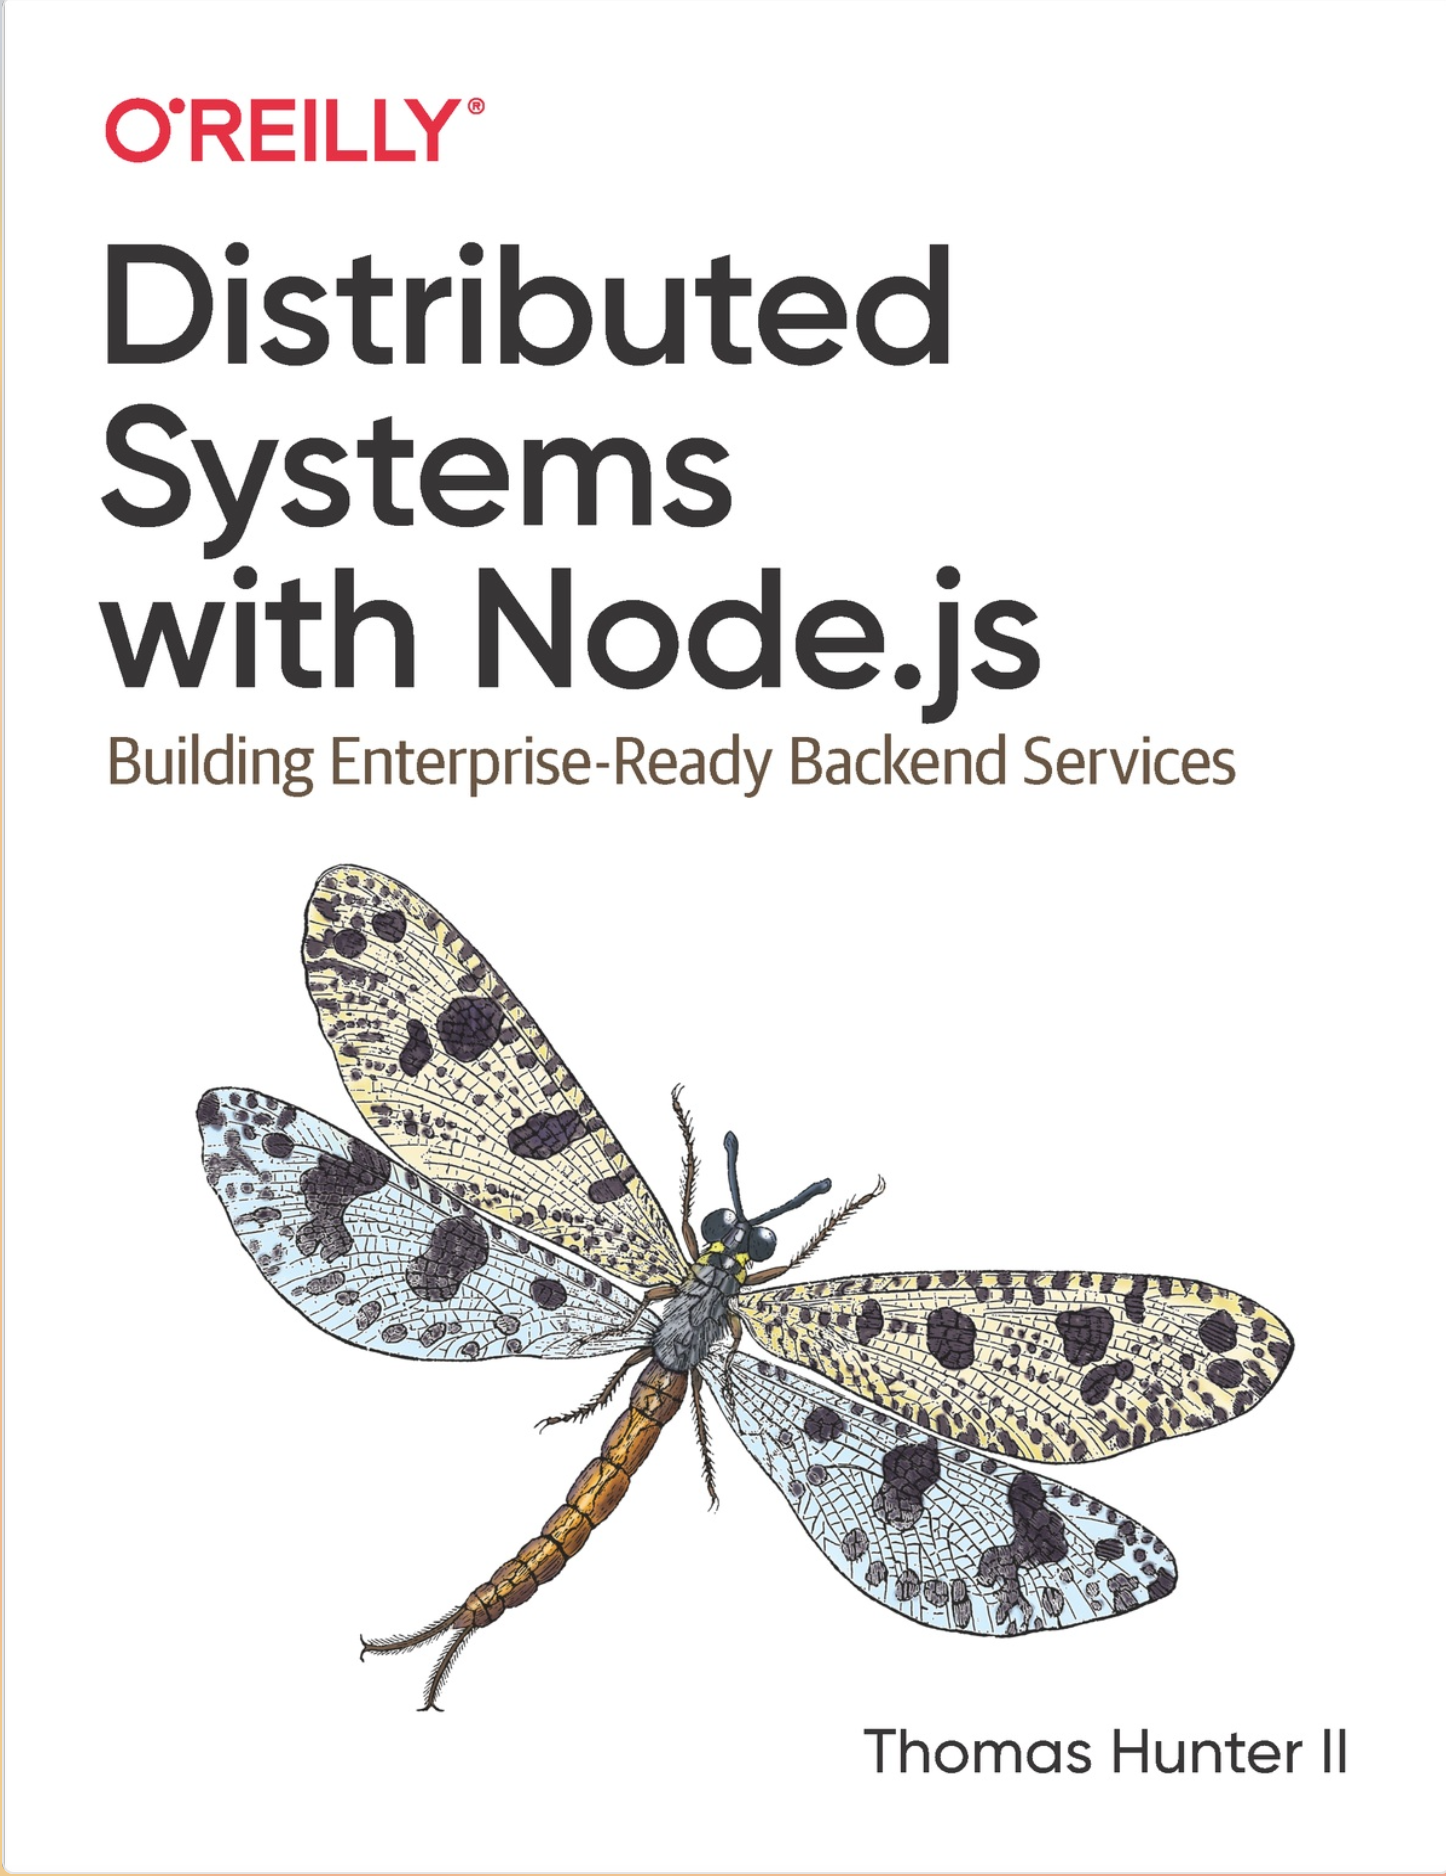 O'REILLY®
Distributed
Systems
with Node.js
Building Enterprise-Ready Backend Services
Thomas Hunter II